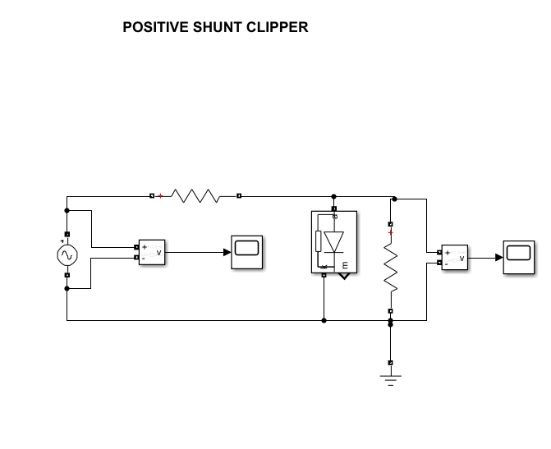 POSITIVE SHUNT CLIPPER
+
+
+
-
v
a
k
m
+
+
-
v